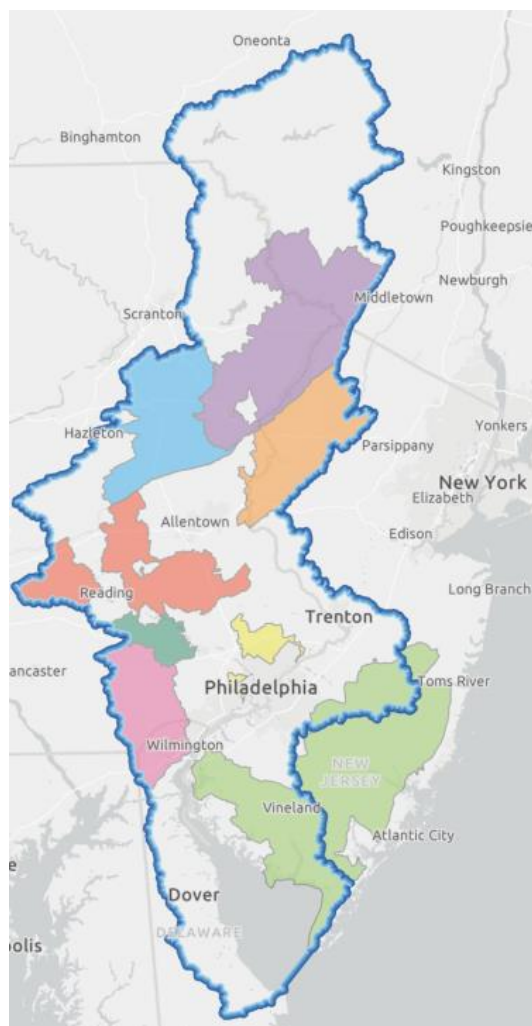 Oneonta
Binghamton
Kingston
Poughkeepsie
Newburgh
Middletown
Scranton
Hazleton
Parsippany
Yonkers
New York
Elizabeth
Allentown
Edison
Reading
Long Branch
Trenton
ancaster
Toms River
Philadelphia
Wilmington
NEW
JERSEY
Vineland
Atlantic City
e
Dover
DELAWARE
polis